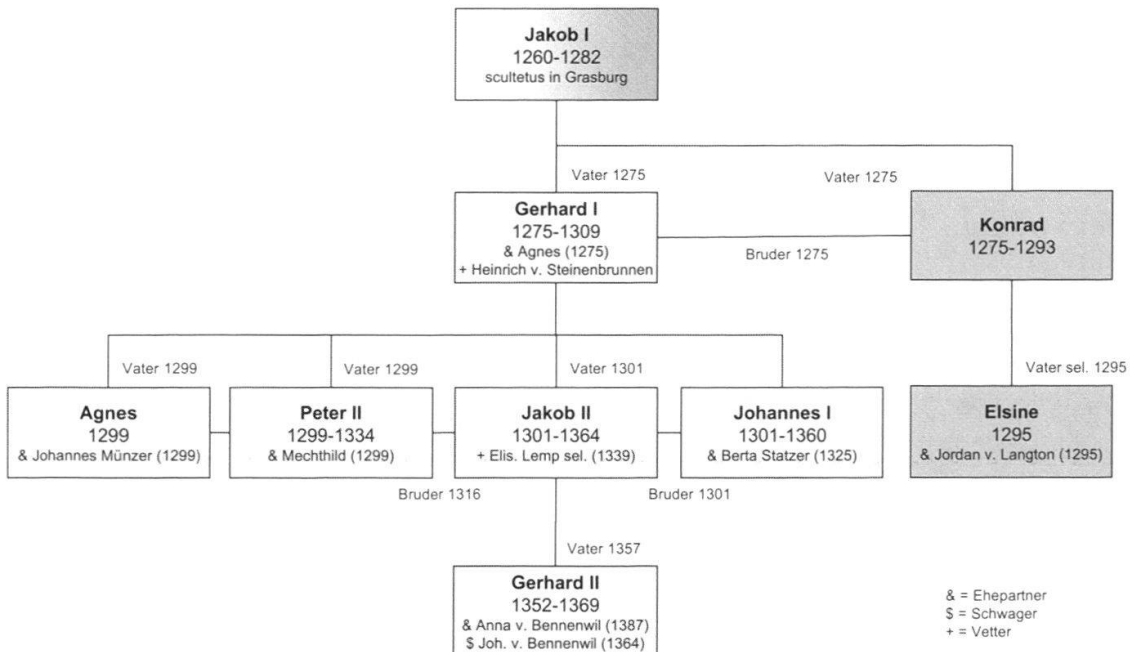 Jakob I
1260-1282
scultetus in Grasburg
Vater 1275
Vater 1275
Gerhard I
1275-1309
& Agnes (1275)
+ Heinrich v. Steinenbrunnen
Bruder 1275
Konrad
1275-1293
Vater 1299
Vater 1299
Vater 1301
Vater sel. 1295
Agnes
1299
& Johannes Münzer (1299)
Peter II
1299-1334
& Mechthild (1299)
Jakob II
1301-1364
+ Elis. Lemp sel. (1339)
Johannes I
1301-1360
& Berta Statzer (1325)
Elsine
1295
& Jordan v. Langton (1295)
Bruder 1316
Bruder 1301
Vater 1357
Gerhard II
1352-1369
& Anna v. Bennenwil (1387)
$ Joh. v. Bennenwil (1364)
& = Ehepartner
$ = Schwager
+ = Vetter